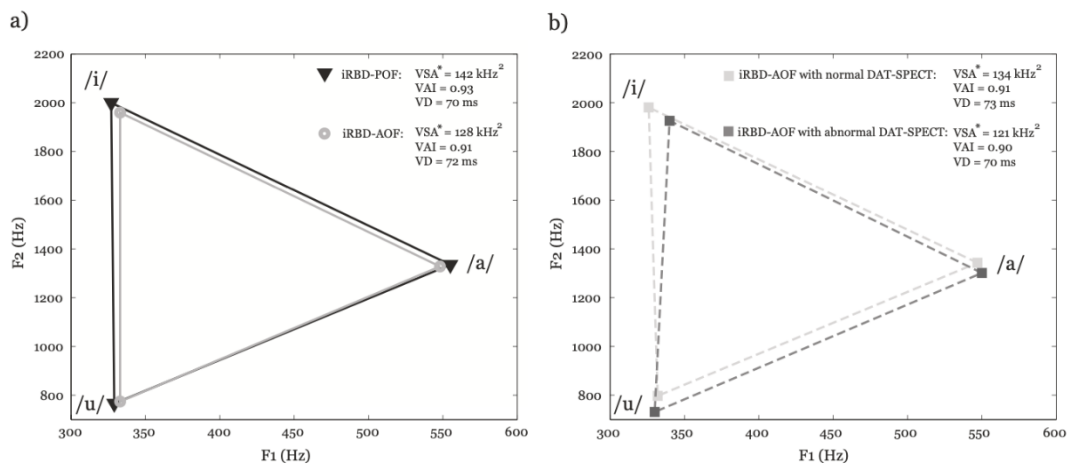 a)
2200
2000
1800
1600
1400
1200
1000
800
F2 (Hz)
/i/
/a/
/u/
iRBD-POF: VSA* = 142 kHz²
VAI = 0.93
VD = 70 ms
iRBD-AOF: VSA* = 128 kHz²
VAI = 0.91
VD = 72 ms
300 350 400 450 500 550 600
F1 (Hz)
b)
2200
2000
1800
1600
1400
1200
1000
800
F2 (Hz)
/i/
/a/
/u/
iRBD-AOF with normal DAT-SPECT: VSA* = 134 kHz²
VAI = 0.91
VD = 73 ms
iRBD-AOF with abnormal DAT-SPECT: VSA* = 121 kHz²
VAI = 0.90
VD = 70 ms
300 350 400 450 500 550 600
F1 (Hz)